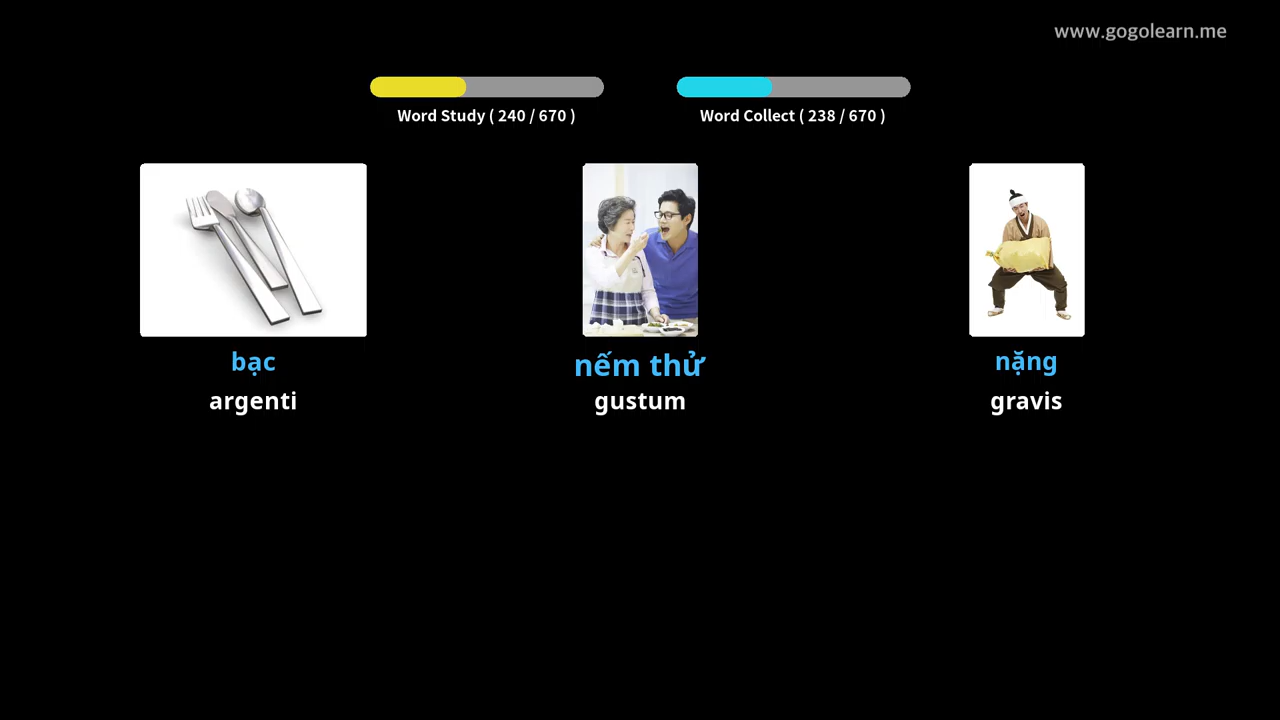 www.gogolearn.me
Word Study ( 240 / 670 )
Word Collect ( 238 / 670 )
bạc
nếm thử
nặng
argenti
gustum
gravis